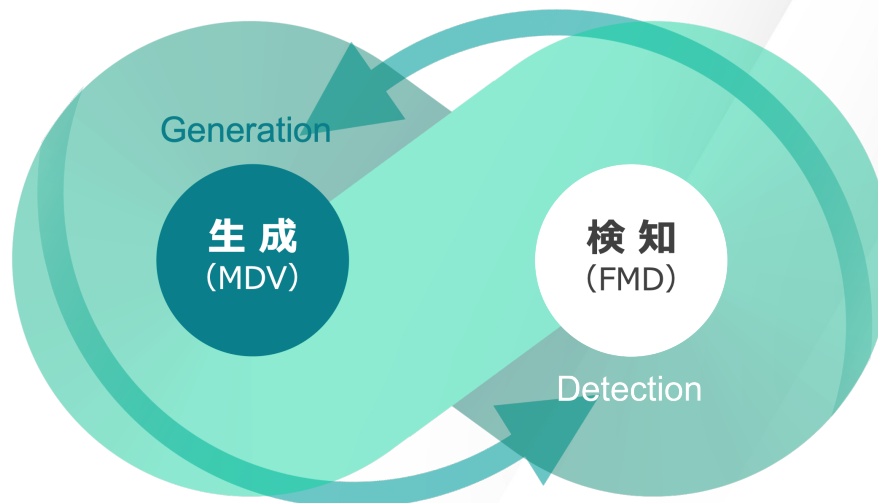 Generation
生成
（MDV）
検知
（FMD）
Detection